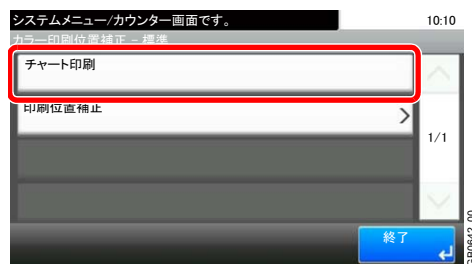 システムメニュー/カウンター画面です。 10:10
カラー印刷位置補正 - 標準
チャート印刷
印刷位置補正
1/1
終了
GB0642_00